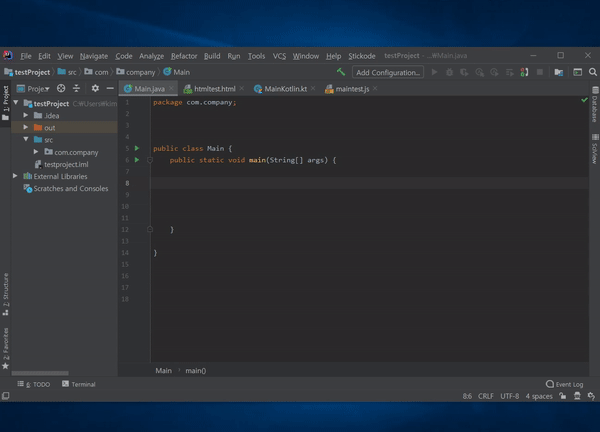 File Edit View Navigate Code Analyze Refactor Build Run Tools VCS Window Help Stickode testProject - ...\Main.java
testProject src com company Main Add Configuration...
Proje... Main.java htmltest.html MainKotlin.kt maintest.js
1: Project
testProject C:\Users\kim
.idea
out
src
com.company
testproject.iml
External Libraries
Scratches and Consoles
1 package com.company;
2
3
4
5 public class Main {
6 public static void main(String[] args) {
7
8
9
10
11
12 }
13
14 }
15
16
17
18
Database
SciView
Z: Structure
2: Favorites
Main main()
6: TODO Terminal Event Log
8:6 CRLF UTF-8 4 spaces